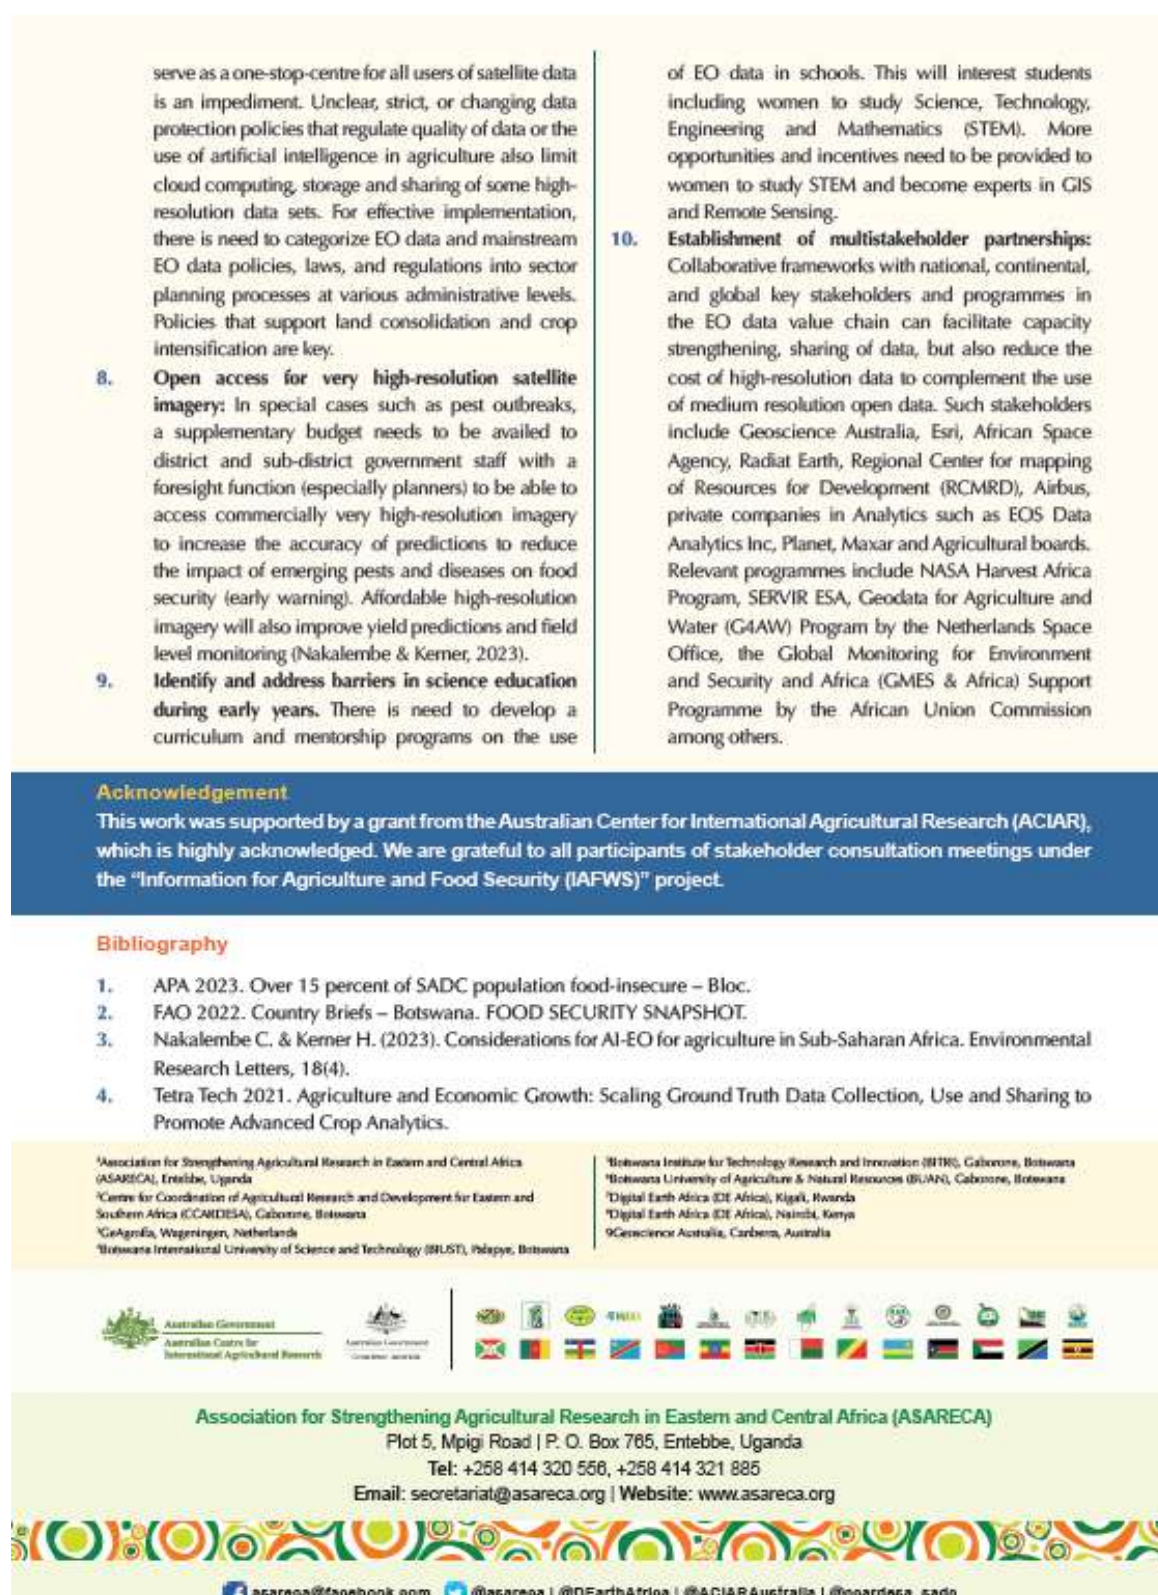 serve as a one-stop-centre for all users of satellite data
is an impediment. Unclear, strict, or changing data
protection policies that regulate quality of data or the
use of artificial intelligence in agriculture also limit
cloud computing, storage and sharing of some high-
resolution data sets. For effective implementation,
there is need to categorize EO data and mainstream
EO data policies, laws, and regulations into sector
planning processes at various administrative levels.
Policies that support land consolidation and crop
intensification are key.
8. Open access for very high-resolution satellite
imagery: In special cases such as pest outbreaks,
a supplementary budget needs to be availed to
district and sub-district government staff with a
foresight function (especially planners) to be able to
access commercially very high-resolution imagery
to increase the accuracy of predictions to reduce
the impact of emerging pests and diseases on food
security (early warning). Affordable high-resolution
imagery will also improve yield predictions and field
level monitoring (Nakalembe & Kerner, 2023).
9. Identify and address barriers in science education
during early years. There is need to develop a
curriculum and mentorship programs on the use
of EO data in schools. This will interest students
including women to study Science, Technology,
Engineering and Mathematics (STEM). More
opportunities and incentives need to be provided to
women to study STEM and become experts in GIS
and Remote Sensing.
10. Establishment of multistakeholder partnerships:
Collaborative frameworks with national, continental,
and global key stakeholders and programmes in
the EO data value chain can facilitate capacity
strengthening, sharing of data, but also reduce the
cost of high-resolution data to complement the use
of medium resolution open data. Such stakeholders
include Geoscience Australia, Esri, African Space
Agency, Radiat Earth, Regional Center for mapping
of Resources for Development (RCMRD), Airbus,
private companies in Analytics such as EOS Data
Analytics Inc, Planet, Maxar and Agricultural boards.
Relevant programmes include NASA Harvest Africa
Program, SERVIR ESA, Geodata for Agriculture and
Water (G4AW) Program by the Netherlands Space
Office, the Global Monitoring for Environment
and Security and Africa (GMES & Africa) Support
Programme by the African Union Commission
among others.
Acknowledgement
This work was supported by a grant from the Australian Center for International Agricultural Research (ACIAR),
which is highly acknowledged. We are grateful to all participants of stakeholder consultation meetings under
the “Information for Agriculture and Food Security (IAFWS)” project.
Bibliography
1. APA 2023. Over 15 percent of SADC population food-insecure – Bloc.
2. FAO 2022. Country Briefs – Botswana. FOOD SECURITY SNAPSHOT.
3. Nakalembe C. & Kerner H. (2023). Considerations for AI-EO for agriculture in Sub-Saharan Africa. Environmental
Research Letters, 18(4).
4. Tetra Tech 2021. Agriculture and Economic Growth: Scaling Ground Truth Data Collection, Use and Sharing to
Promote Advanced Crop Analytics.
¹Association for Strengthening Agricultural Research in Eastern and Central Africa
(ASARECA), Entebbe, Uganda
²Centre for Coordination of Agricultural Research and Development for Eastern and
Southern Africa (CCARDESA), Gaborone, Botswana
³GeAgrofia, Wageningen, Netherlands
⁴Botswana International University of Science and Technology (BIUST), Palapye, Botswana
⁵Botswana Institute for Technology Research and Innovation (BITRI), Gaborone, Botswana
⁶Botswana University of Agriculture & Natural Resources (BUAN), Gaborone, Botswana
⁷Digital Earth Africa (DE Africa), Kigali, Rwanda
⁸Digital Earth Africa (DE Africa), Nairobi, Kenya
9Geoscience Australia, Canberra, Australia
Australian Government
Australian Centre for
International Agricultural Research
Australian Government
Association for Strengthening Agricultural Research in Eastern and Central Africa (ASARECA)
Plot 5, Mpigi Road | P. O. Box 765, Entebbe, Uganda
Tel: +258 414 320 556, +258 414 321 885
Email: secretariat@asareca.org | Website: www.asareca.org
asareca@facebook.com @asareca | @DEarthAfrica | @ACIARAustralia | @ccardesa_sadc